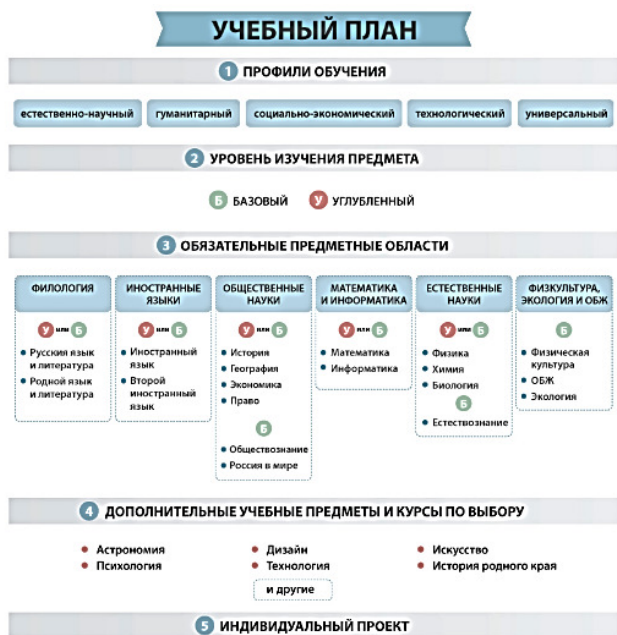 УЧЕБНЫЙ ПЛАН
1 ПРОФИЛИ ОБУЧЕНИЯ
естественно-научный гуманитарный социально-экономический технологический универсальный
2 УРОВЕНЬ ИЗУЧЕНИЯ ПРЕДМЕТА
Б БАЗОВЫЙ У УГЛУБЛЕННЫЙ
3 ОБЯЗАТЕЛЬНЫЕ ПРЕДМЕТНЫЕ ОБЛАСТИ
ФИЛОЛОГИЯ
У или Б
• Русский язык
и литература
• Родной язык
и литература
ИНОСТРАННЫЕ
ЯЗЫКИ
У или Б
• Иностранный
язык
• Второй
иностранный
язык
ОБЩЕСТВЕННЫЕ
НАУКИ
У или Б
• История
• География
• Экономика
• Право
Б
• Обществознание
• Россия в мире
МАТЕМАТИКА
И ИНФОРМАТИКА
У или Б
• Математика
• Информатика
ЕСТЕСТВЕННЫЕ
НАУКИ
У или Б
• Физика
• Химия
• Биология
Б
• Естествознание
ФИЗКУЛЬТУРА,
ЭКОЛОГИЯ И ОБЖ
Б
• Физическая
культура
• ОБЖ
• Экология
4 ДОПОЛНИТЕЛЬНЫЕ УЧЕБНЫЕ ПРЕДМЕТЫ И КУРСЫ ПО ВЫБОРУ
• Астрономия
• Психология
• Дизайн
• Технология
и другие
• Искусство
• История родного края
5 ИНДИВИДУАЛЬНЫЙ ПРОЕКТ